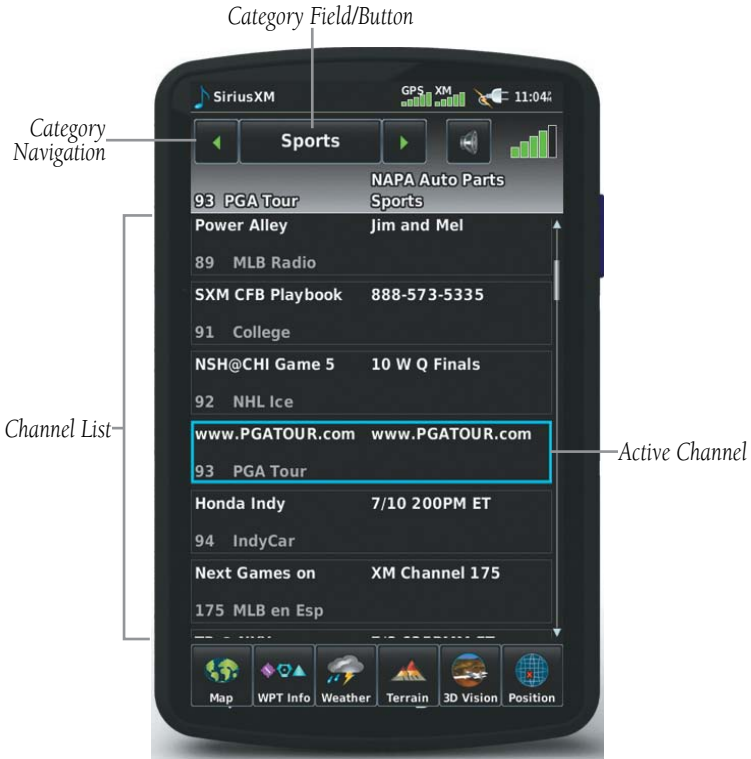 Category Field/Button
SiriusXM GPS XM 11:04
Category
Navigation
Sports
NAPA Auto Parts
93 PGA Tour Sports
Power Alley Jim and Mel
89 MLB Radio
SXM CFB Playbook 888-573-5335
91 College
NSH@CHI Game 5 10 W Q Finals
92 NHL Ice
Channel List
www.PGATOUR.com www.PGATOUR.com
Active Channel
93 PGA Tour
Honda Indy 7/10 200PM ET
94 IndyCar
Next Games on XM Channel 175
175 MLB en Esp
Map WPT Info Weather Terrain 3D Vision Position